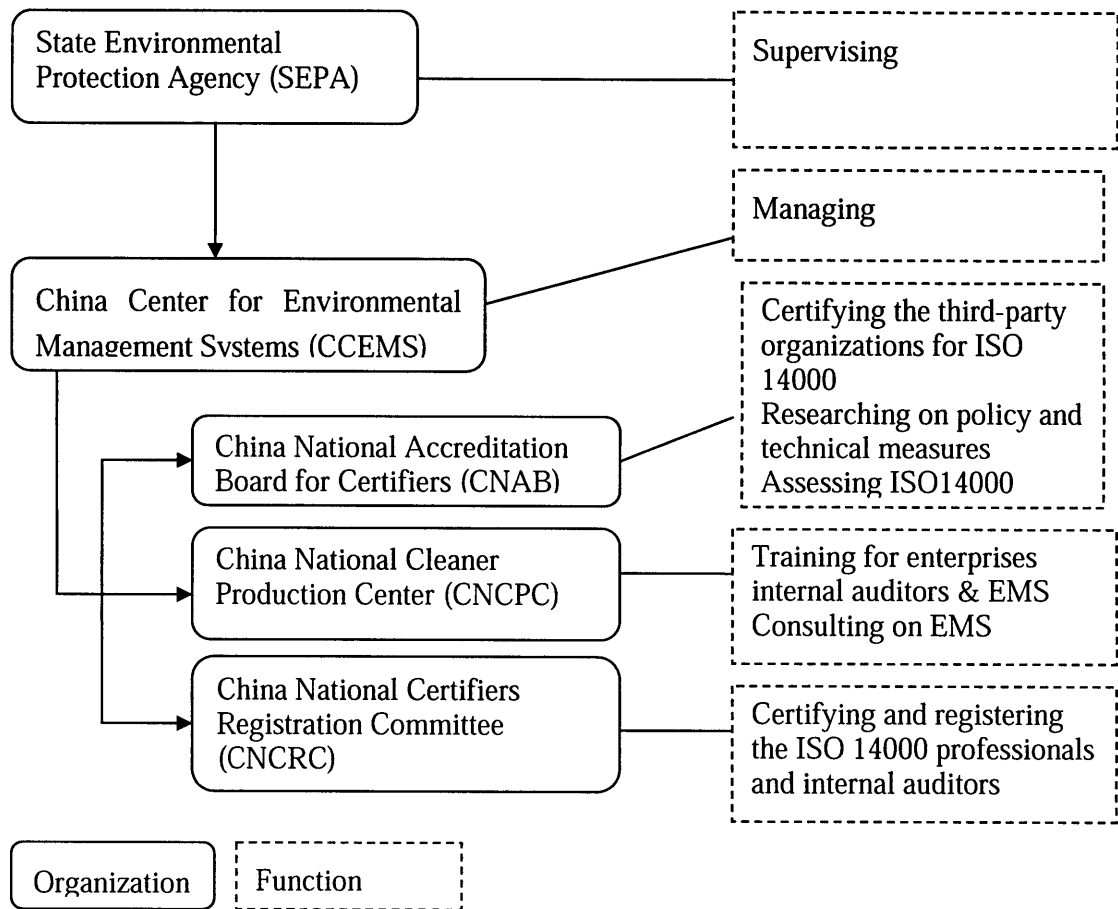 State Environmental
Protection Agency (SEPA)
Supervising
Managing
China Center for Environmental
Management Systems (CCEMS)
Certifying the third-party
organizations for ISO
14000
Researching on policy and
technical measures
Assessing ISO14000
China National Accreditation
Board for Certifiers (CNAB)
China National Cleaner
Production Center (CNCPC)
Training for enterprises
internal auditors & EMS
Consulting on EMS
China National Certifiers
Registration Committee
(CNCRC)
Certifying and registering
the ISO 14000 professionals
and internal auditors
Organization
Function